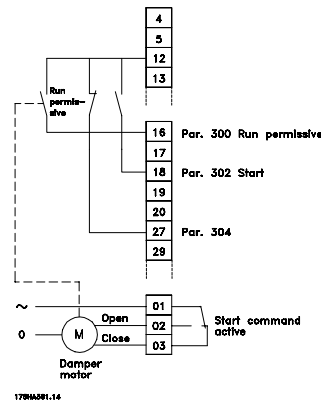 4
5
12
13
Run
permis-
sive
16 Par. 300 Run permissive
17
18 Par. 302 Start
19
20
27 Par. 304
29
~ 01
Open 02 Start command
active
0 M
Close 03
Damper
motor
175HA381.14